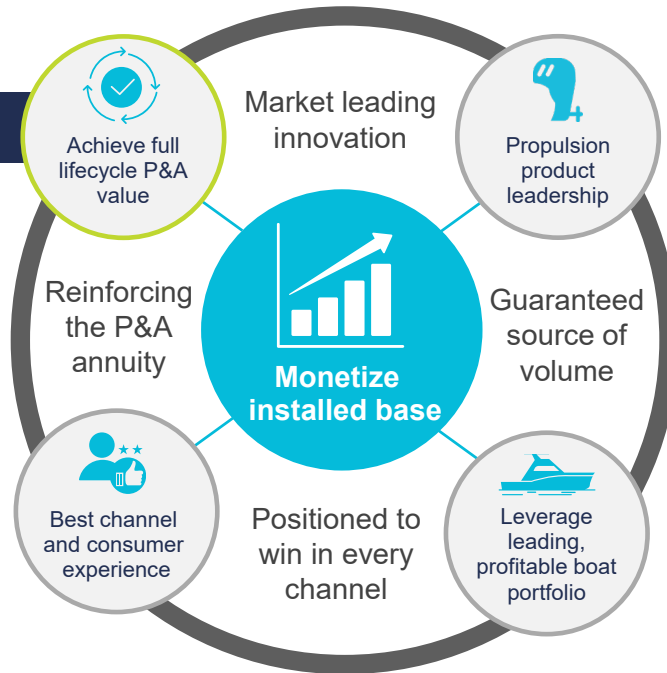 Achieve full
lifecycle P&A
value
Market leading
innovation
Propulsion
product
leadership
Reinforcing
the P&A
annuity
Monetize
installed base
Guaranteed
source of
volume
Best channel
and consumer
experience
Positioned to
win in every
channel
Leverage
leading,
profitable boat
portfolio